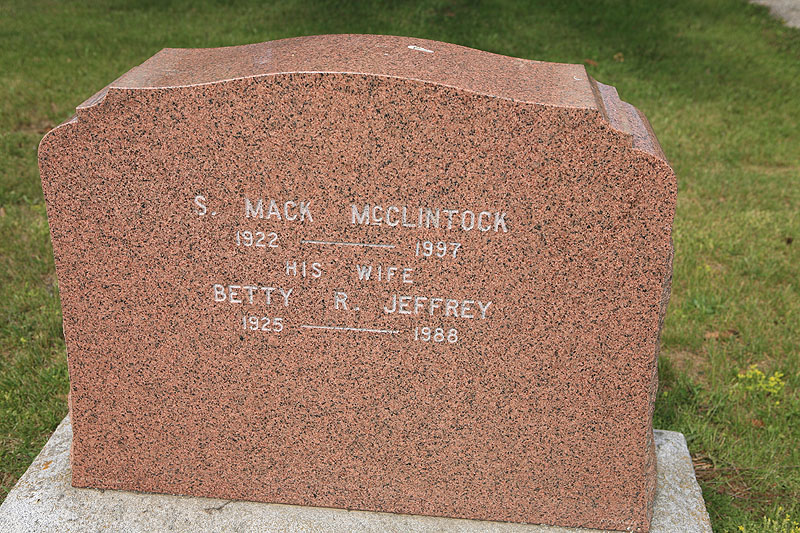 S. MACK McCLINTOCK
1922 — 1997
HIS WIFE
BETTY R. JEFFREY
1925 — 1988